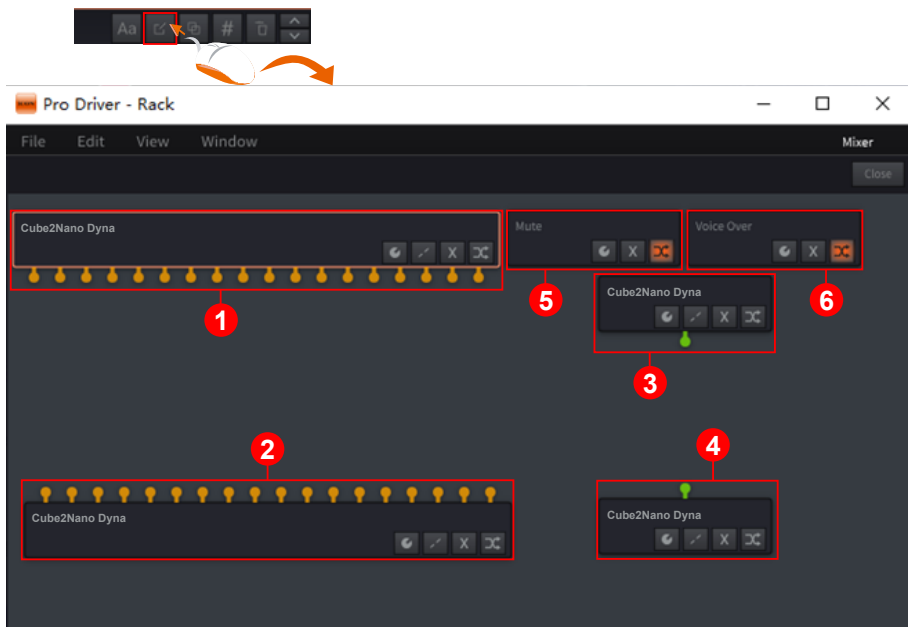 Aa #
Pro Driver - Rack
File Edit View Window Mixer
Close
Cube2Nano Dyna
X
Mute
X
Voice Over
X
1
5
6
Cube2Nano Dyna
X
3
2
4
Cube2Nano Dyna
X
Cube2Nano Dyna
X